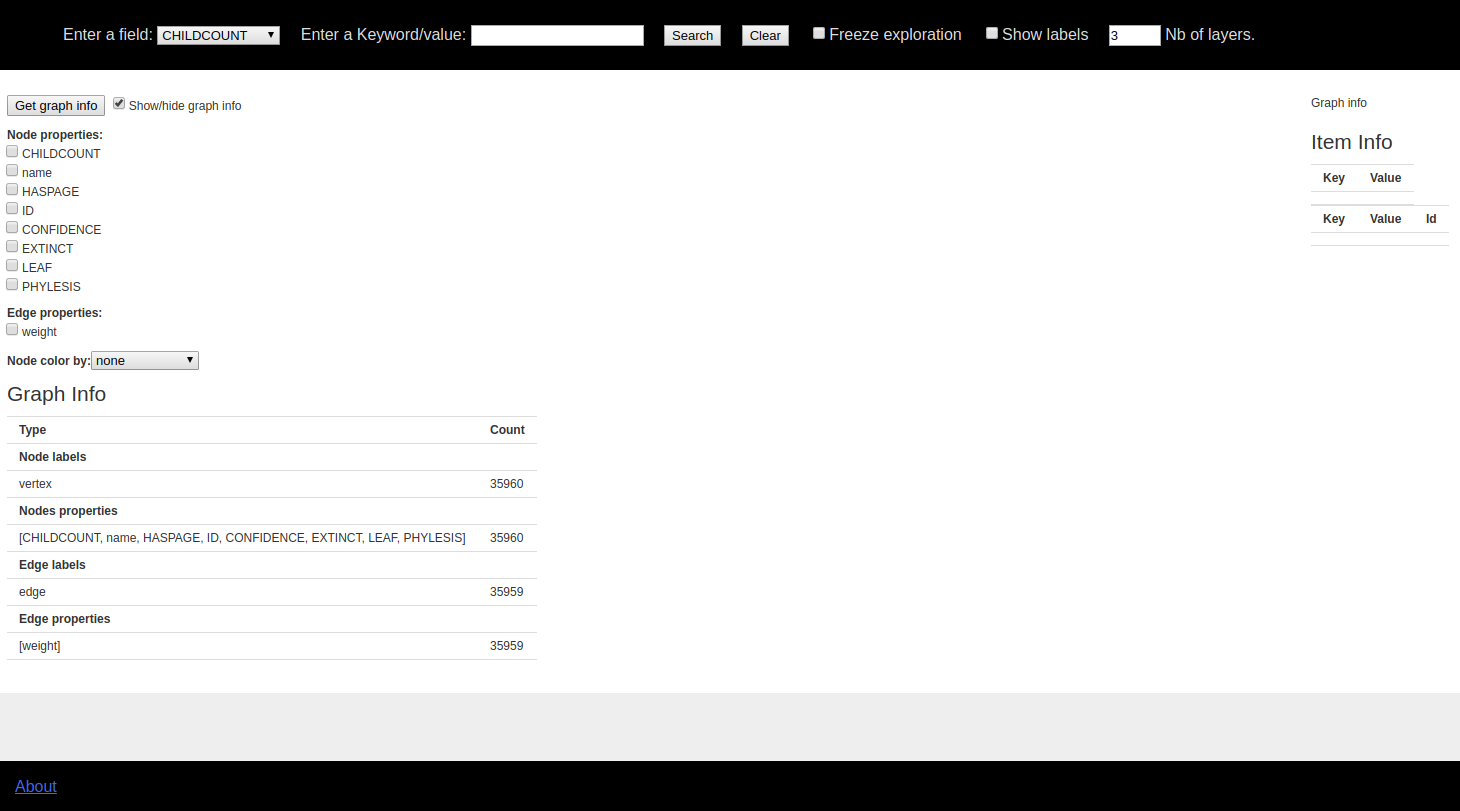 Enter a field: CHILDCOUNT Enter a Keyword/value: Search Clear Freeze exploration Show labels 3 Nb of layers.
Get graph info Show/hide graph info
Node properties:
CHILDCOUNT
name
HASPAGE
ID
CONFIDENCE
EXTINCT
LEAF
PHYLESIS
Edge properties:
weight
Node color by: none
Graph Info
Type Count
Node labels
vertex 35960
Nodes properties
[CHILDCOUNT, name, HASPAGE, ID, CONFIDENCE, EXTINCT, LEAF, PHYLESIS] 35960
Edge labels
edge 35959
Edge properties
[weight] 35959
Graph info
Item Info
Key Value
Key Value Id
About